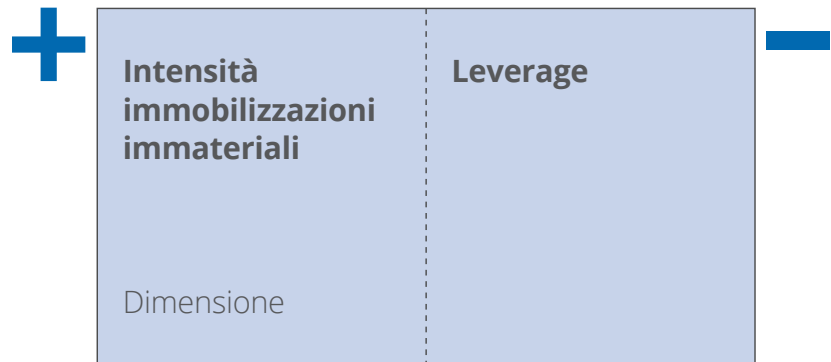 Intensità
immobilizzazioni
immateriali
Leverage
Dimensione